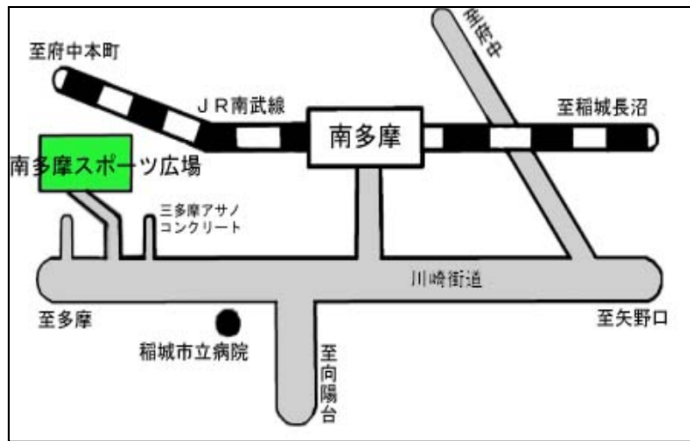 至府中
至府中本町
JR南武線
至稲城長沼
南多摩
南多摩スポーツ広場
三多摩アサノ
コンクリート
川崎街道
至多摩
至矢野口
稲城市立病院
至向陽台